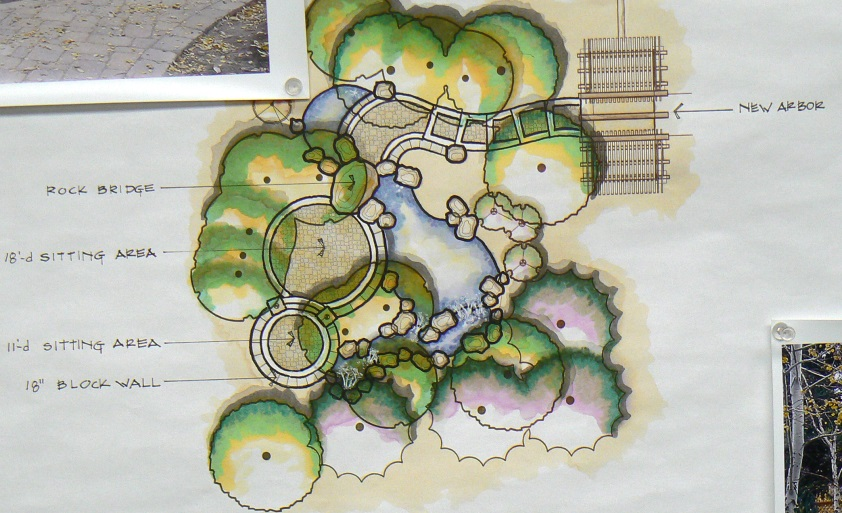 NEW ARBOR
ROCK BRIDGE
18'-d SITTING AREA
11'-d SITTING AREA
18" BLOCK WALL